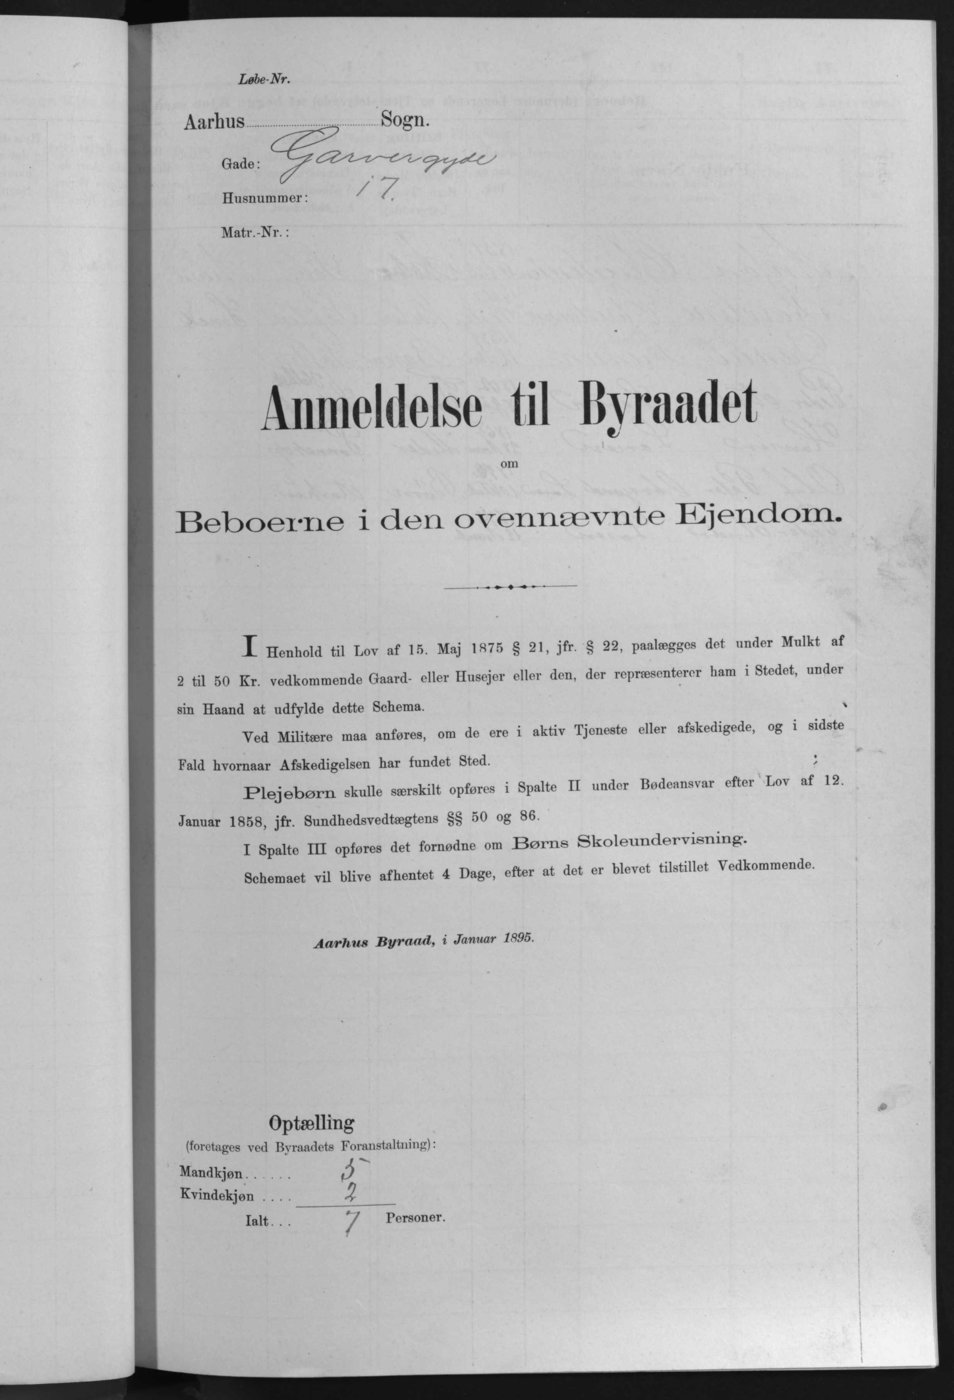 Løbe-Nr.
Aarhus Sogn.
Gade: Garvergyde
Husnummer: 17.
Matr.-Nr.:
Anmeldelse til Byraadet
om
Beboerne i den ovennævnte Ejendom.
I Henhold til Lov af 15. Maj 1875 § 21, jfr. § 22, paalægges det under Mulkt af
2 til 50 Kr. vedkommende Gaard- eller Husejer eller den, der repræsenterer ham i Stedet, under
sin Haand at udfylde dette Schema.
Ved Militære maa anføres, om de ere i aktiv Tjeneste eller afskedigede, og i sidste
Fald hvornaar Afskedigelsen har fundet Sted.
Plejebørn skulle særskilt opføres i Spalte II under Bødeansvar efter Lov af 12.
Januar 1858, jfr. Sundhedsvedtægtens §§ 50 og 86.
I Spalte III opføres det fornødne om Børns Skoleundervisning.
Schemaet vil blive afhentet 4 Dage, efter at det er blevet tilstillet Vedkommende.
Aarhus Byraad, i Januar 1895.
Optælling
(foretages ved Byraadets Foranstaltning):
Mandkjøn...... 5
Kvindekjøn .... 2
Ialt... 7 Personer.